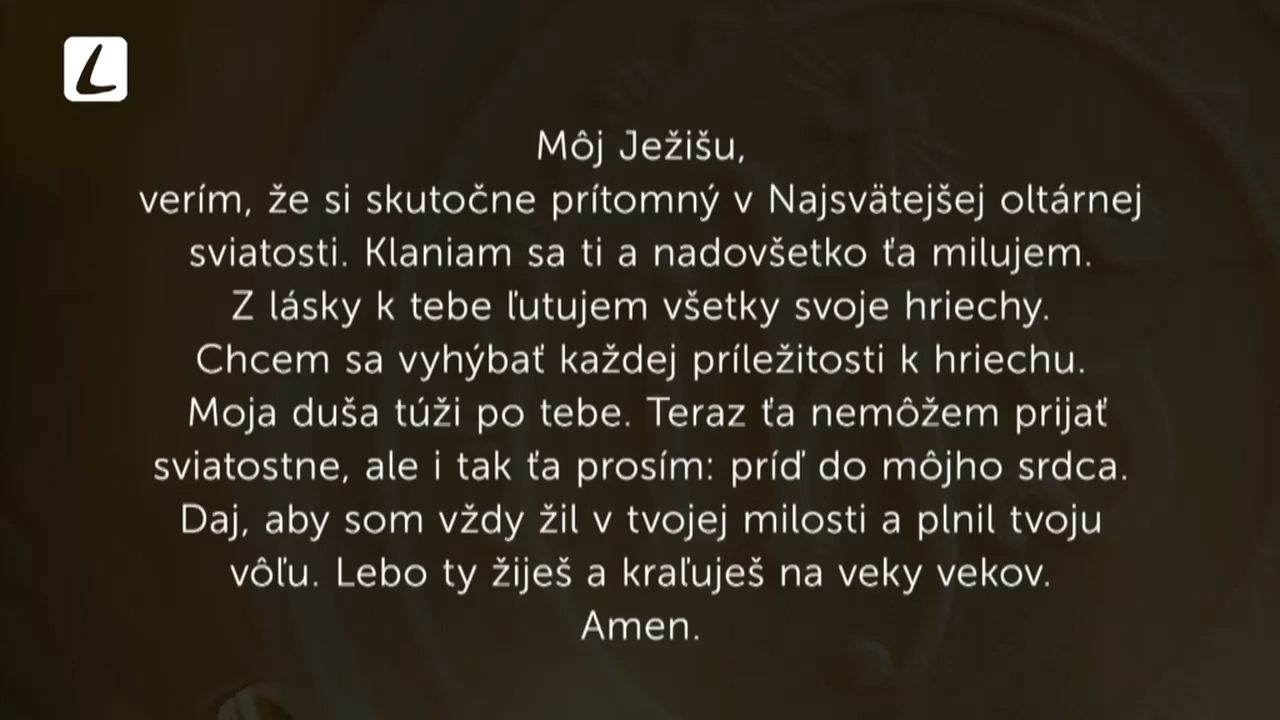 L
Môj Ježišu,
verím, že si skutočne prítomný v Najsvätejšej oltárnej
sviatosti. Klaniam sa ti a nadovšetko ťa milujem.
Z lásky k tebe ľutujem všetky svoje hriechy.
Chcem sa vyhýbať každej príležitosti k hriechu.
Moja duša túži po tebe. Teraz ťa nemôžem prijať
sviatostne, ale i tak ťa prosím: príď do môjho srdca.
Daj, aby som vždy žil v tvojej milosti a plnil tvoju
vôľu. Lebo ty žiješ a kraľuješ na veky vekov.
Amen.